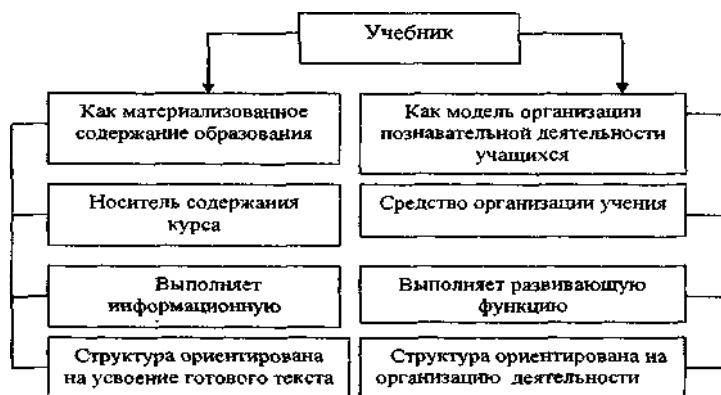 Учебник
Как материализованное
содержание образования
Как модель организации
познавательной деятельности
учащихся
Носитель содержания
курса
Средство организации учения
Выполняет
информационную
Выполняет развивающую
функцию
Структура ориентирована
на усвоение готового текста
Структура ориентирована на
организацию деятельности